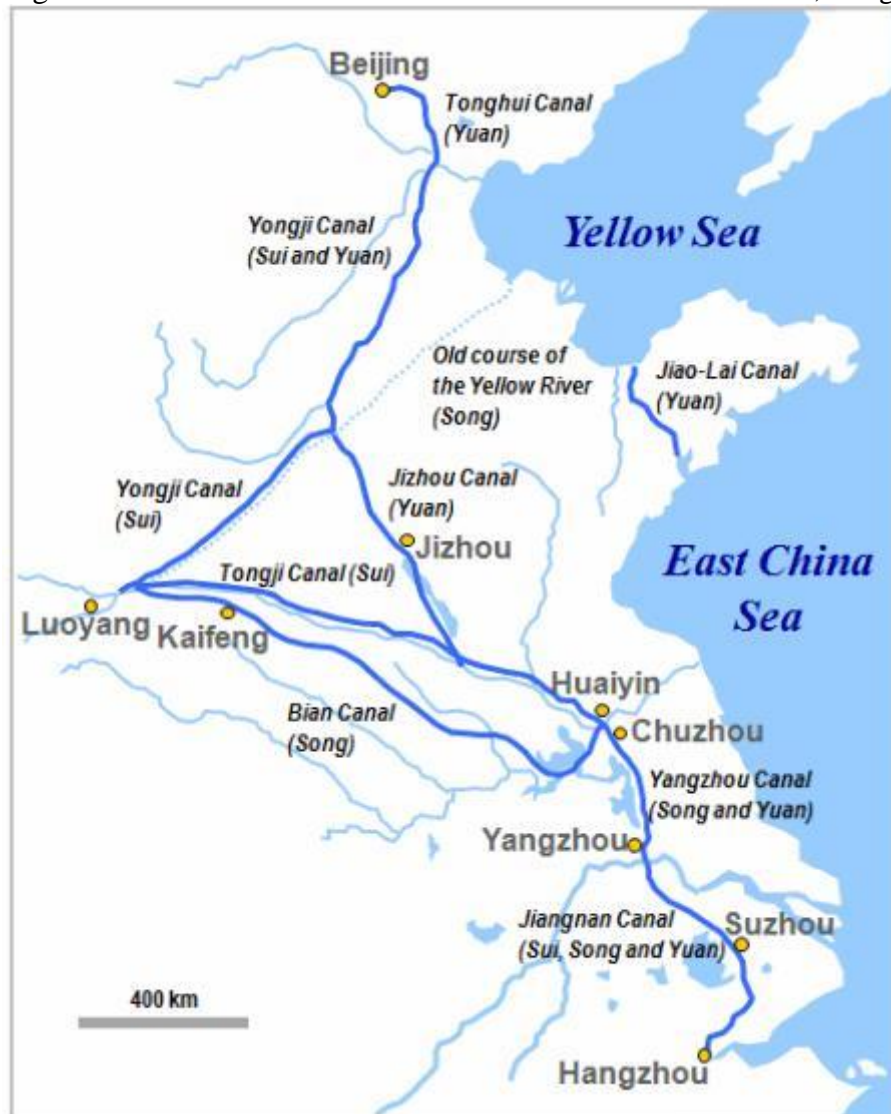 Beijing
Tonghui Canal
(Yuan)
Yongji Canal
(Sui and Yuan)
Yellow Sea
Old course of
the Yellow River
(Song)
Jiao-Lai Canal
(Yuan)
Yongji Canal
(Sui)
Jizhou Canal
(Yuan)
Jizhou
Tongji Canal (Sui)
East China
Sea
Luoyang
Kaifeng
Huaiyin
Bian Canal
(Song)
Chuzhou
Yangzhou Canal
(Song and Yuan)
Yangzhou
Jiangnan Canal
(Sui, Song and Yuan)
Suzhou
400 km
Hangzhou